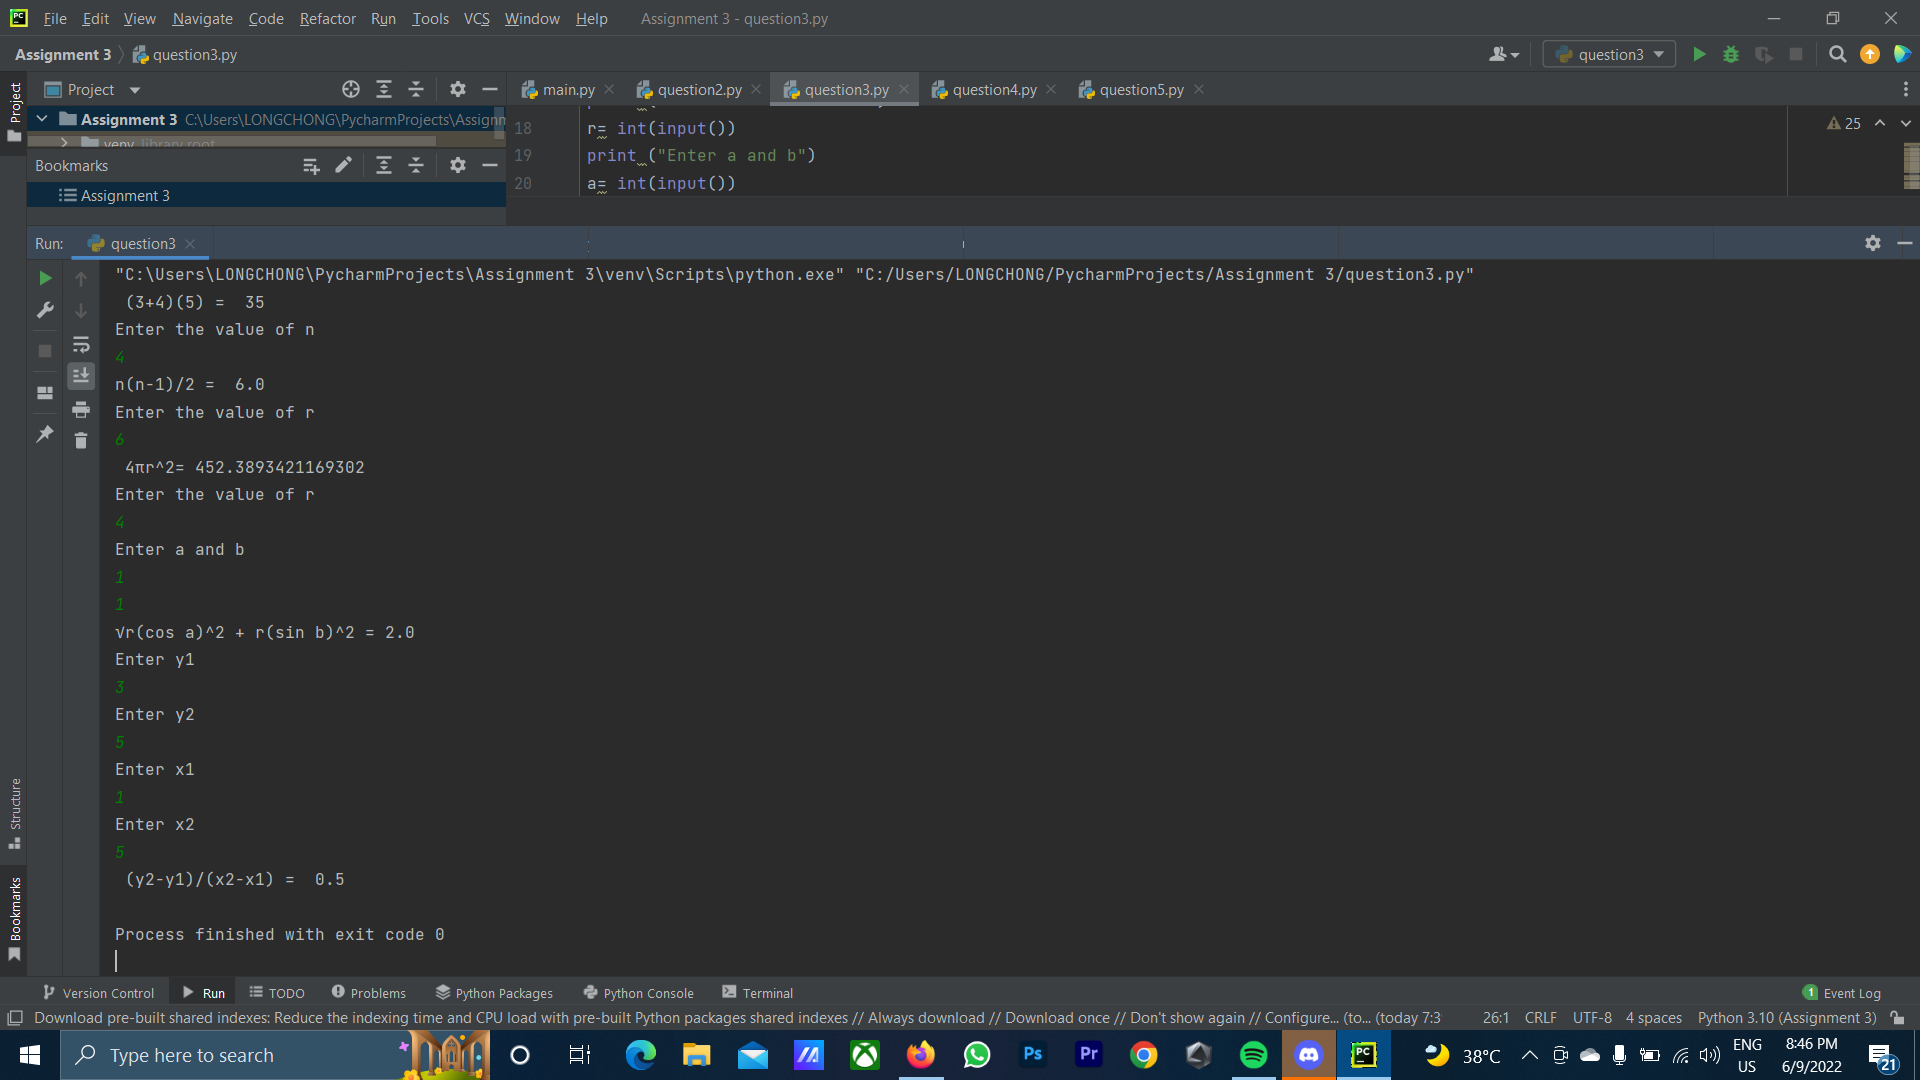 File Edit View Navigate Code Refactor Run Tools VCS Window Help Assignment 3 - question3.py
Assignment 3 question3.py question3
Project
Project main.py question2.py question3.py question4.py question5.py
Assignment 3 C:\Users\LONGCHONG\PycharmProjects\Assignn
venv library root
18 r= int(input())
25
19 print ("Enter a and b")
20 a= int(input())
Bookmarks
Assignment 3
Run: question3
"C:\Users\LONGCHONG\PycharmProjects\Assignment 3\venv\Scripts\python.exe" "C:/Users/LONGCHONG/PycharmProjects/Assignment 3/question3.py"
(3+4)(5) = 35
Enter the value of n
4
n(n-1)/2 = 6.0
Enter the value of r
6
4πr^2= 452.3893421169302
Enter the value of r
4
Enter a and b
1
1
√r(cos a)^2 + r(sin b)^2 = 2.0
Enter y1
3
Enter y2
5
Enter x1
1
Enter x2
5
(y2-y1)/(x2-x1) = 0.5
Process finished with exit code 0
Structure
Bookmarks
Version Control Run TODO Problems Python Packages Python Console Terminal 1 Event Log
Download pre-built shared indexes: Reduce the indexing time and CPU load with pre-built Python packages shared indexes // Always download // Download once // Don't show again // Configure... (to... (today 7:3 26:1 CRLF UTF-8 4 spaces Python 3.10 (Assignment 3)
Type here to search Ps Pr PC 38°C ENG US 8:46 PM 6/9/2022 21